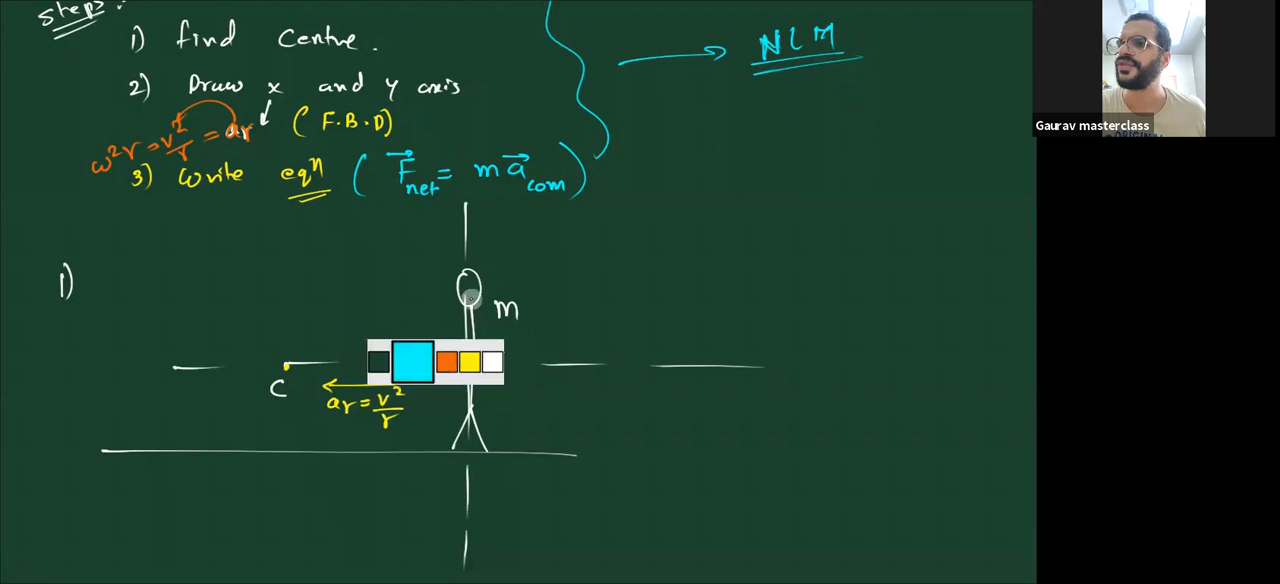 Steps:
1) find Centre.
NLM
2) Draw x and y axis
(F.B.D)
ω²r = v²/r = ar
3) Write eqⁿ (F⃗net = m a⃗com)
1)
m
C
ar = v²/r
Gaurav masterclass